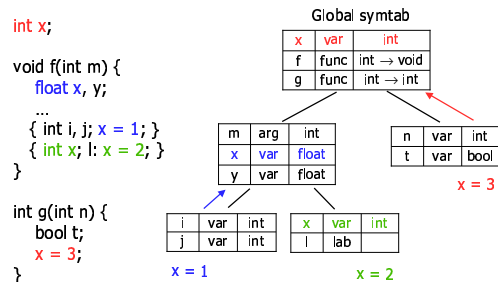 int x;
void f(int m) {
float x, y;
...
{ int i, j; x = 1; }
{ int x; l: x = 2; }
}
int g(int n) {
bool t;
x = 3;
}
Global symtab
x var int
f func int → void
g func int → int
m arg int
x var float
y var float
n var int
t var bool
x = 3
i var int
j var int
x = 1
x var int
l lab
x = 2